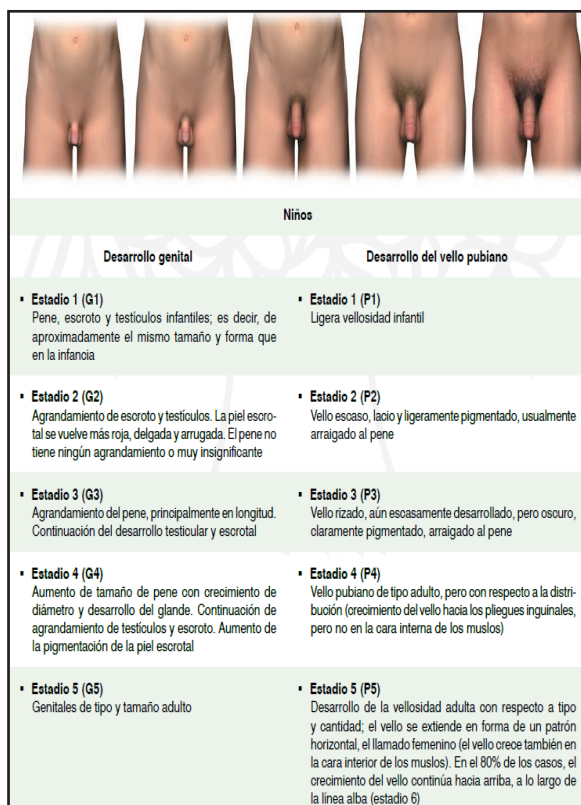 Niños
Desarrollo genital
Desarrollo del vello pubiano
▪ Estadio 1 (G1)
Pene, escroto y testículos infantiles; es decir, de
aproximadamente el mismo tamaño y forma que
en la infancia
▪ Estadio 1 (P1)
Ligera vellosidad infantil
▪ Estadio 2 (G2)
Agrandamiento de escroto y testículos. La piel escro-
tal se vuelve más roja, delgada y arrugada. El pene no
tiene ningún agrandamiento o muy insignificante
▪ Estadio 2 (P2)
Vello escaso, lacio y ligeramente pigmentado, usualmente
arraigado al pene
▪ Estadio 3 (G3)
Agrandamiento del pene, principalmente en longitud.
Continuación del desarrollo testicular y escrotal
▪ Estadio 3 (P3)
Vello rizado, aún escasamente desarrollado, pero oscuro,
claramente pigmentado, arraigado al pene
▪ Estadio 4 (G4)
Aumento de tamaño de pene con crecimiento de
diámetro y desarrollo del glande. Continuación de
agrandamiento de testículos y escroto. Aumento de
la pigmentación de la piel escrotal
▪ Estadio 4 (P4)
Vello pubiano de tipo adulto, pero con respecto a la distri-
bución (crecimiento del vello hacia los pliegues inguinales,
pero no en la cara interna de los muslos)
▪ Estadio 5 (G5)
Genitales de tipo y tamaño adulto
▪ Estadio 5 (P5)
Desarrollo de la vellosidad adulta con respecto a tipo
y cantidad; el vello se extiende en forma de un patrón
horizontal, el llamado femenino (el vello crece también en
la cara interior de los muslos). En el 80% de los casos, el
crecimiento del vello continúa hacia arriba, a lo largo de
la línea alba (estadio 6)